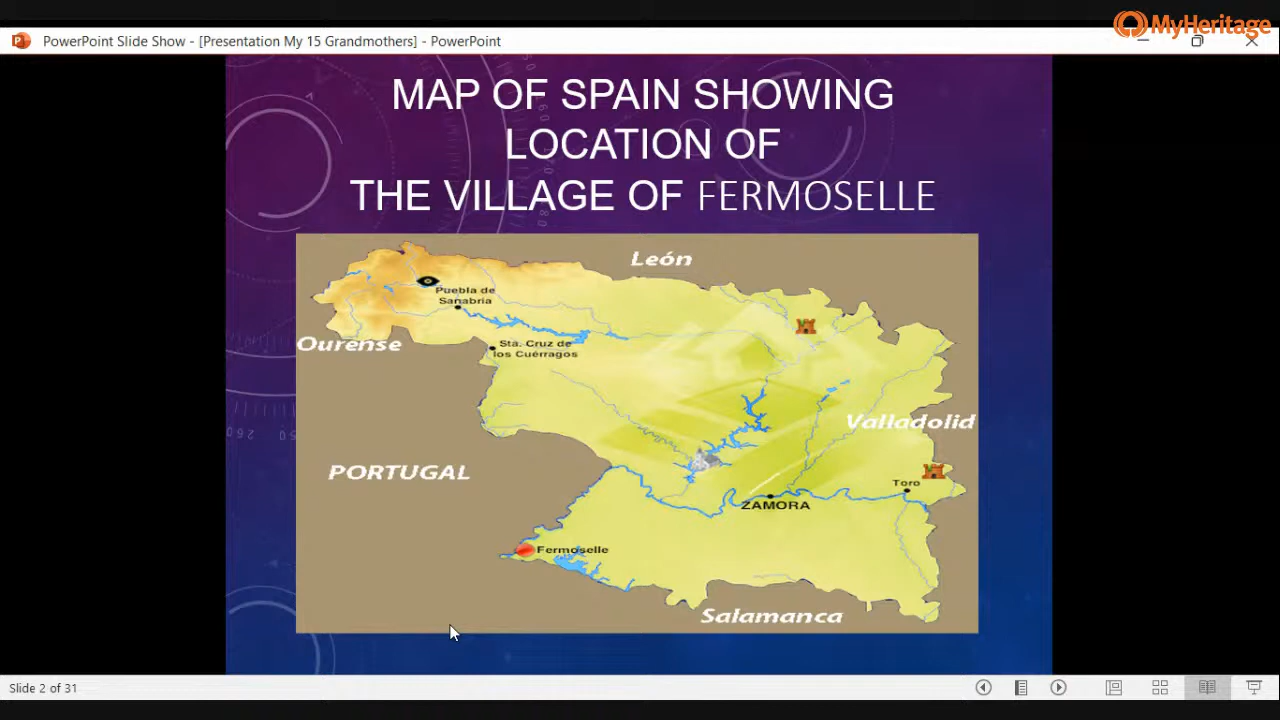 MyHeritage
PowerPoint Slide Show - [Presentation My 15 Grandmothers] - PowerPoint
MAP OF SPAIN SHOWING
LOCATION OF
THE VILLAGE OF FERMOSELLE
León
Puebla de
Sanabria
Ourense
Sta. Cruz de
los Cuérragos
Valladolid
PORTUGAL
Toro
ZAMORA
Fermoselle
Salamanca
Slide 2 of 31